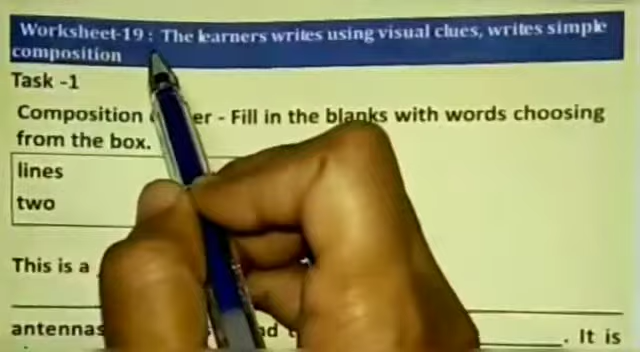 Worksheet-19 : The learners writes using visual clues, writes simple
composition
Task -1
Composition er - Fill in the blanks with words choosing
from the box.
lines
two
This is a
antennas . It is